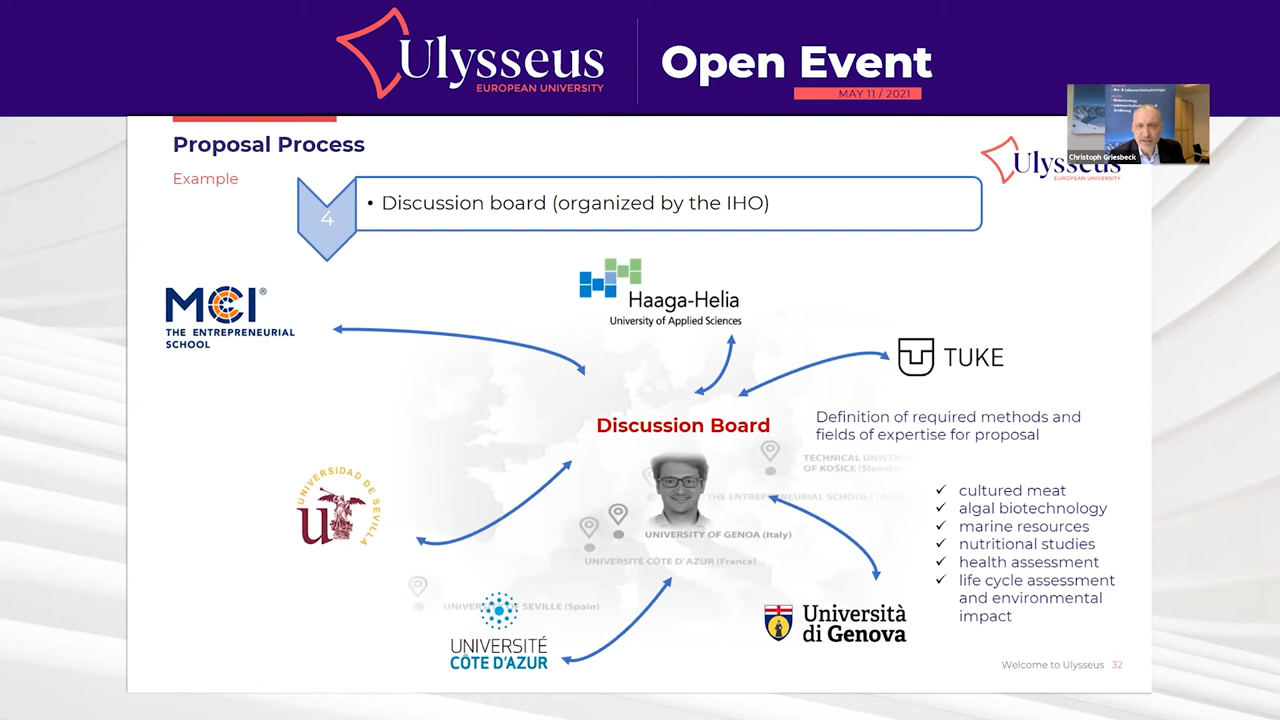 Ulysseus
EUROPEAN UNIVERSITY
Open Event
MAY 11 / 2021
Proposal Process
Example
Christoph Griesbeck
Ulysseus
EUROPEAN UNIVERSITY
4
• Discussion board (organized by the IHO)
MCI®
THE ENTREPRENEURIAL
SCHOOL
Haaga-Helia
University of Applied Sciences
TUKE
Discussion Board
Definition of required methods and
fields of expertise for proposal
UNIVERSIDAD DE SEVILLA
TECHNICAL
OF KOŠICE
THE ENTREPRENEURIAL SCHOOL
UNIVERSITY OF GENOA (Italy)
UNIVERSITÉ CÔTE D'AZUR (France)
SEVILLE (Spain)
✓ cultured meat
✓ algal biotechnology
✓ marine resources
✓ nutritional studies
✓ health assessment
✓ life cycle assessment
and environmental
impact
UNIVERSITÉ
CÔTE D'AZUR
Università
di Genova
Welcome to Ulysseus 32